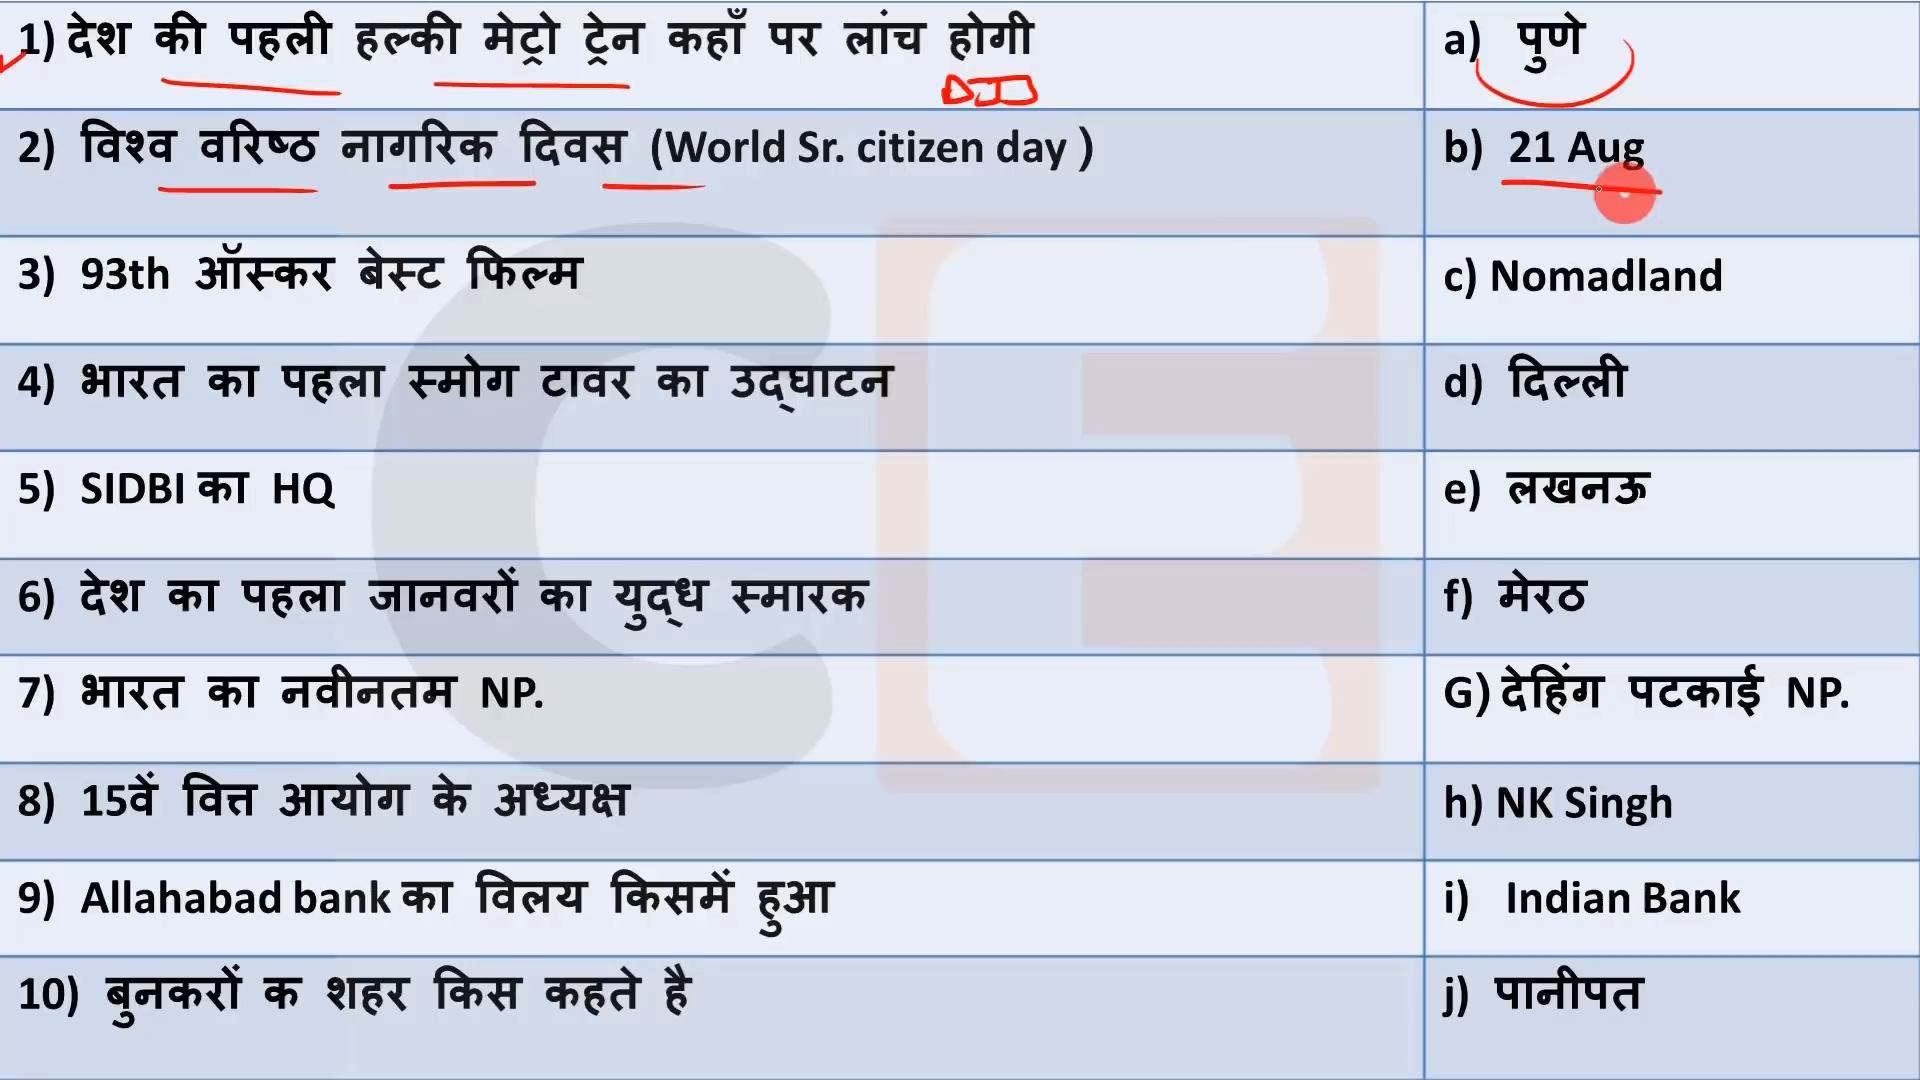 1) देश की पहली हल्की मेट्रो ट्रेन कहाँ पर लांच होगी a) पुणे
2) विश्व वरिष्ठ नागरिक दिवस (World Sr. citizen day ) b) 21 Aug
3) 93th ऑस्कर बेस्ट फिल्म c) Nomadland
4) भारत का पहला स्मोग टावर का उद्घाटन d) दिल्ली
5) SIDBI का HQ e) लखनऊ
6) देश का पहला जानवरों का युद्ध स्मारक f) मेरठ
7) भारत का नवीनतम NP. G) देहिंग पटकाई NP.
8) 15वें वित्त आयोग के अध्यक्ष h) NK Singh
9) Allahabad bank का विलय किसमें हुआ i) Indian Bank
10) बुनकरों क शहर किस कहते है j) पानीपत
CE